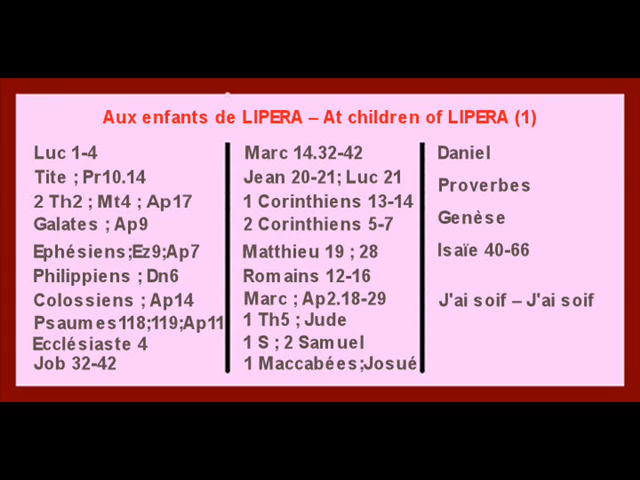 Aux enfants de LIPERA – At children of LIPERA (1)
Luc 1-4
Tite ; Pr10.14
2 Th2 ; Mt4 ; Ap17
Galates ; Ap9
Ephésiens;Ez9;Ap7
Philippiens ; Dn6
Colossiens ; Ap14
Psaumes118;119;Ap11
Ecclésiaste 4
Job 32-42
Marc 14.32-42
Jean 20-21; Luc 21
1 Corinthiens 13-14
2 Corinthiens 5-7
Matthieu 19 ; 28
Romains 12-16
Marc ; Ap2.18-29
1 Th5 ; Jude
1 S ; 2 Samuel
1 Maccabées;Josué
Daniel
Proverbes
Genèse
Isaïe 40-66
J'ai soif – J'ai soif